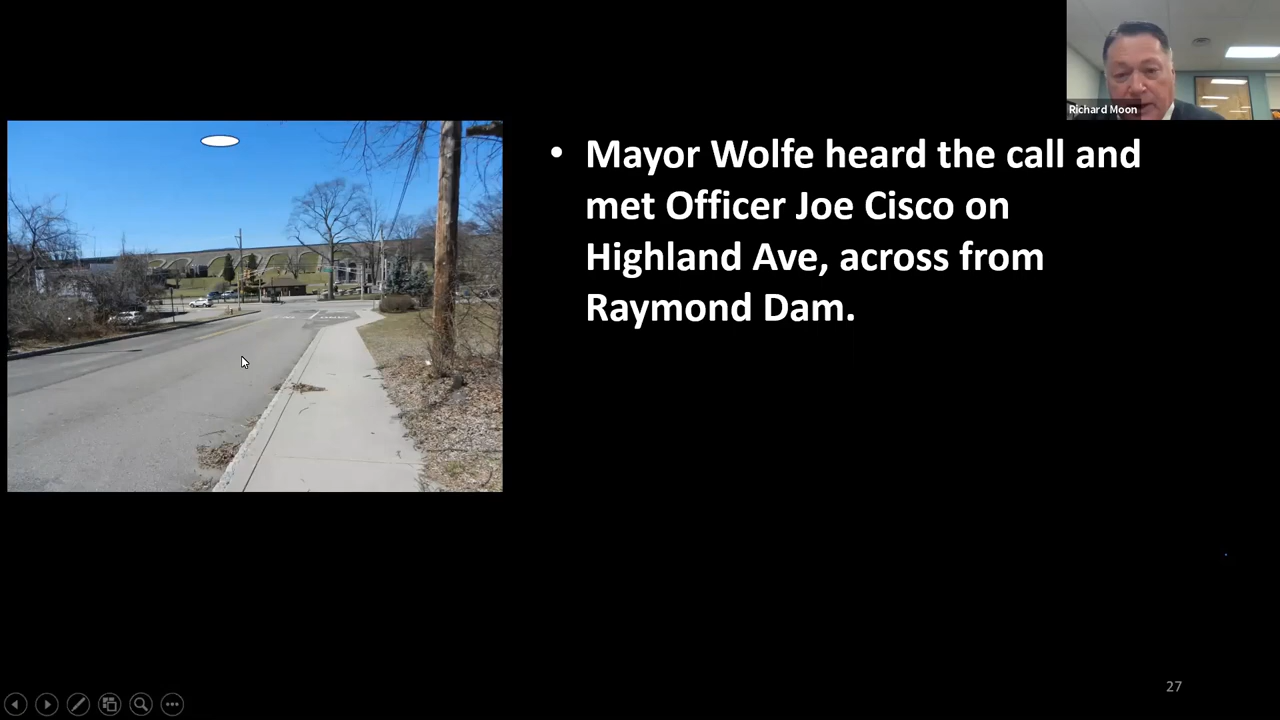 Richard Moon
• Mayor Wolfe heard the call and
met Officer Joe Cisco on
Highland Ave, across from
Raymond Dam.
27